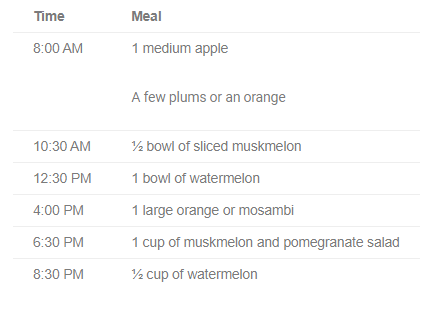 Time Meal
8:00 AM 1 medium apple
A few plums or an orange
10:30 AM ½ bowl of sliced muskmelon
12:30 PM 1 bowl of watermelon
4:00 PM 1 large orange or mosambi
6:30 PM 1 cup of muskmelon and pomegranate salad
8:30 PM ½ cup of watermelon